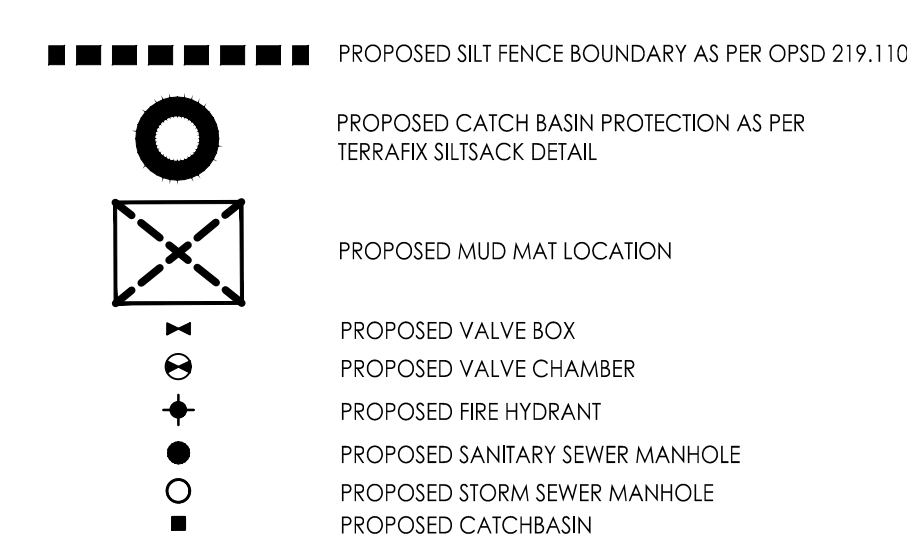 PROPOSED SILT FENCE BOUNDARY AS PER OPSD 219.110
PROPOSED CATCH BASIN PROTECTION AS PER
TERRAFIX SILTSACK DETAIL
PROPOSED MUD MAT LOCATION
PROPOSED VALVE BOX
PROPOSED VALVE CHAMBER
PROPOSED FIRE HYDRANT
PROPOSED SANITARY SEWER MANHOLE
PROPOSED STORM SEWER MANHOLE
PROPOSED CATCHBASIN